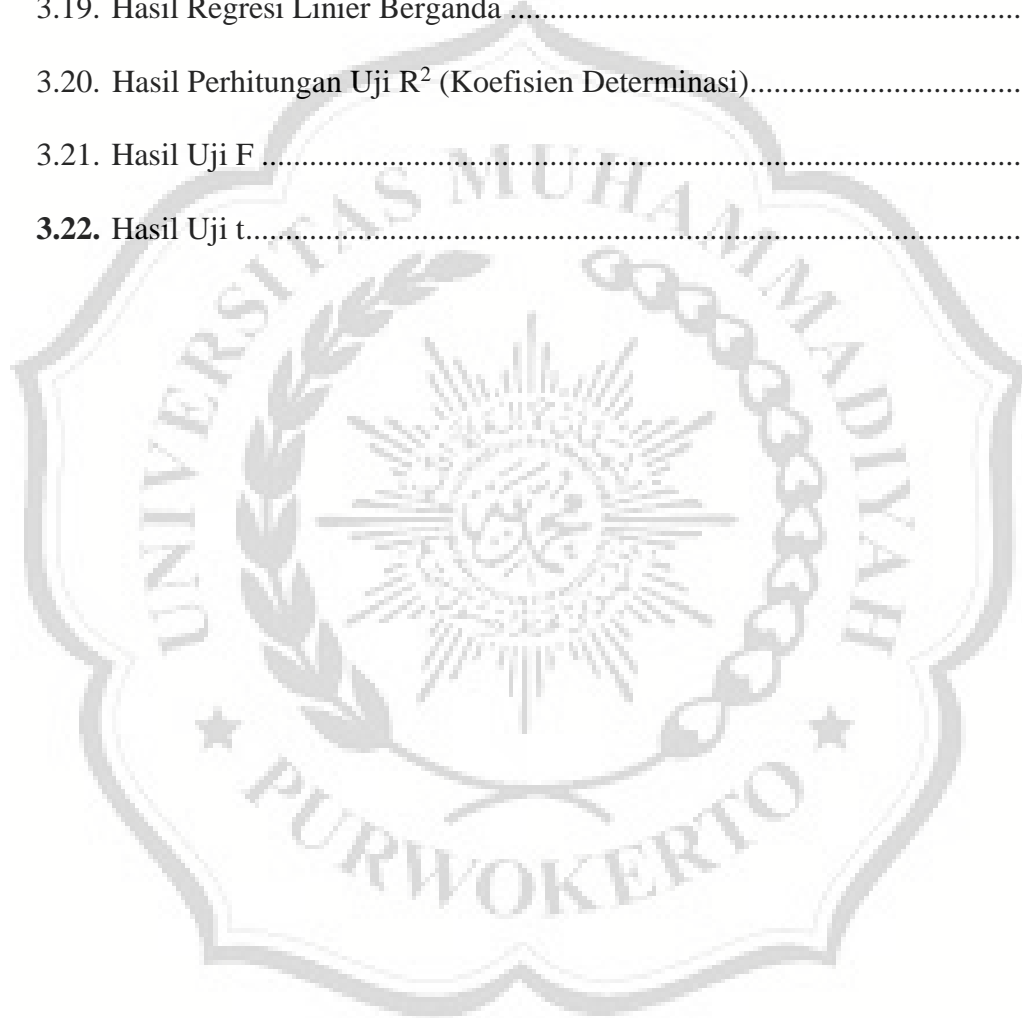 3.19. Hasil Regresi Linier Berganda ........................................................................
3.20. Hasil Perhitungan Uji R² (Koefisien Determinasi)........................................
3.21. Hasil Uji F ........................................................................................................
3.22. Hasil Uji t..........................................................................................................
UNIVERSITAS MUHAMMADIYAH
PURWOKERTO